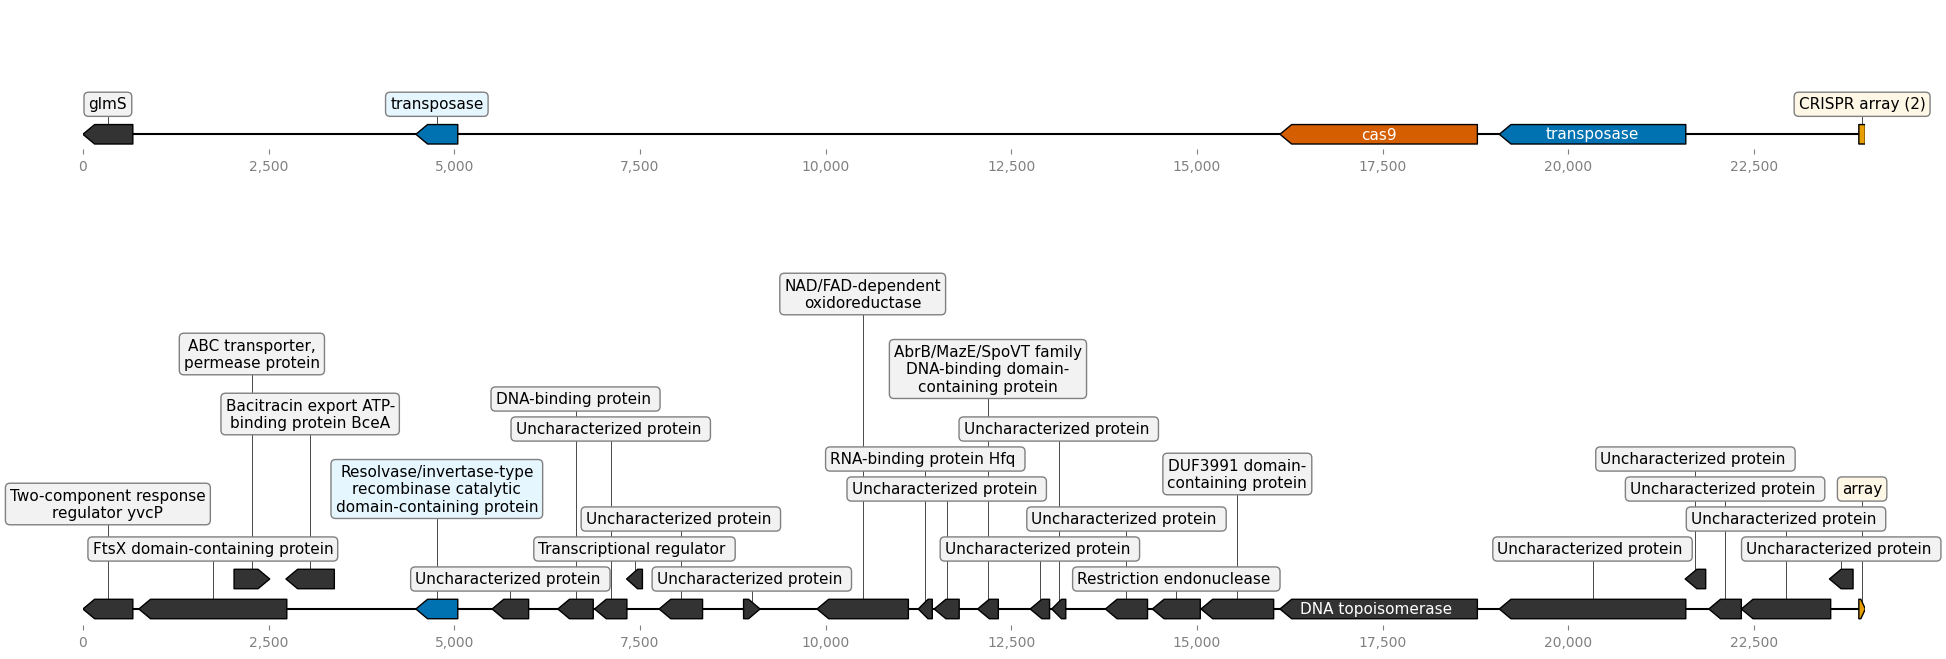 glmS
transposase
CRISPR array (2)
cas9
transposase
0
2,500
5,000
7,500
10,000
12,500
15,000
17,500
20,000
22,500
NAD/FAD-dependent
oxidoreductase
ABC transporter,
permease protein
AbrB/MazE/SpoVT family
DNA-binding domain-
containing protein
DNA-binding protein
Bacitracin export ATP-
binding protein BceA
Uncharacterized protein
Uncharacterized protein
RNA-binding protein Hfq
Uncharacterized protein
Resolvase/invertase-type
recombinase catalytic
domain-containing protein
DUF3991 domain-
containing protein
Uncharacterized protein
Uncharacterized protein
array
Two-component response
regulator yvcP
Uncharacterized protein
Uncharacterized protein
Uncharacterized protein
FtsX domain-containing protein
Transcriptional regulator
Uncharacterized protein
Uncharacterized protein
Uncharacterized protein
Uncharacterized protein
Uncharacterized protein
Restriction endonuclease
DNA topoisomerase
0
2,500
5,000
7,500
10,000
12,500
15,000
17,500
20,000
22,500